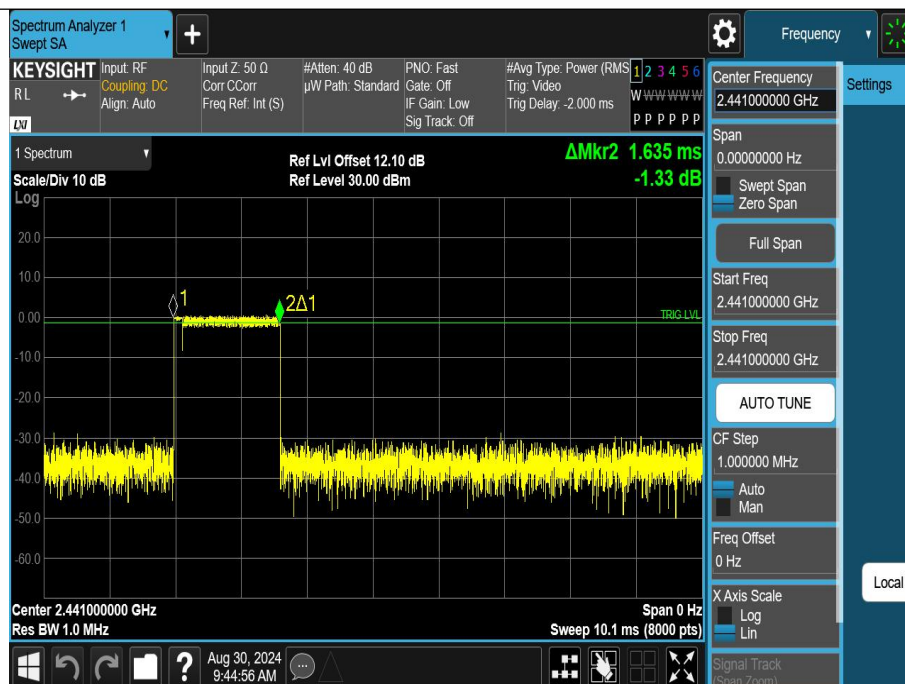 Spectrum Analyzer 1
Swept SA
Frequency
KEYSIGHT
RL
LXI
Input: RF
Coupling: DC
Align: Auto
Input Z: 50 Ω
Corr CCorr
Freq Ref: Int (S)
#Atten: 40 dB
µW Path: Standard
PNO: Fast
Gate: Off
IF Gain: Low
Sig Track: Off
#Avg Type: Power (RMS
Trig: Video
Trig Delay: -2.000 ms
1 2 3 4 5 6
W W W W W W
P P P P P P
Center Frequency
2.441000000 GHz
Settings
Span
0.00000000 Hz
Swept Span
Zero Span
Full Span
Start Freq
2.441000000 GHz
Stop Freq
2.441000000 GHz
AUTO TUNE
CF Step
1.000000 MHz
Auto
Man
Freq Offset
0 Hz
X Axis Scale
Log
Lin
Signal Track
(Span Zoom)
Local
1 Spectrum
Scale/Div 10 dB
Ref Lvl Offset 12.10 dB
Ref Level 30.00 dBm
ΔMkr2 1.635 ms
-1.33 dB
Log
20.0
10.0
0.00
-10.0
-20.0
-30.0
-40.0
-50.0
-60.0
1
2Δ1
TRIG LVL
Center 2.441000000 GHz
Res BW 1.0 MHz
Span 0 Hz
Sweep 10.1 ms (8000 pts)
?
Aug 30, 2024
9:44:56 AM